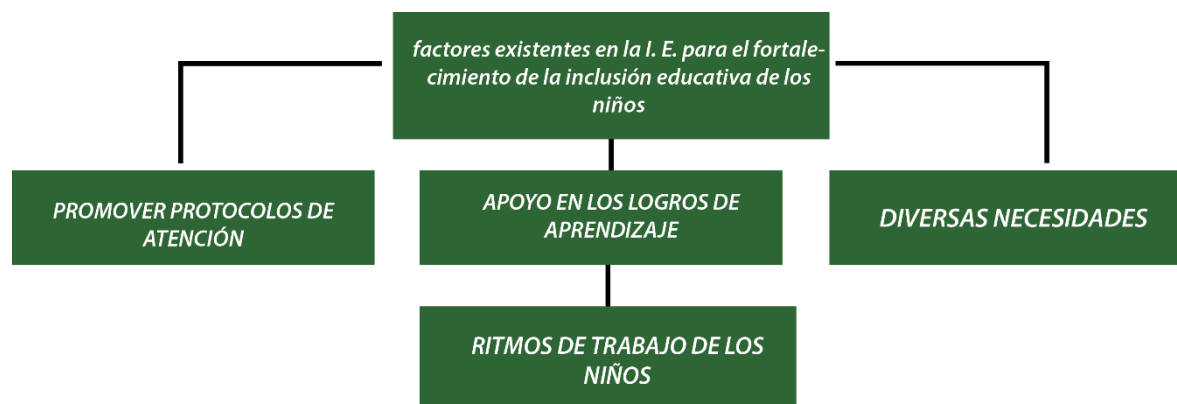 factores existentes en la I. E. para el fortale-
cimiento de la inclusión educativa de los
niños
PROMOVER PROTOCOLOS DE
ATENCIÓN
APOYO EN LOS LOGROS DE
APRENDIZAJE
DIVERSAS NECESIDADES
RITMOS DE TRABAJO DE LOS
NIÑOS